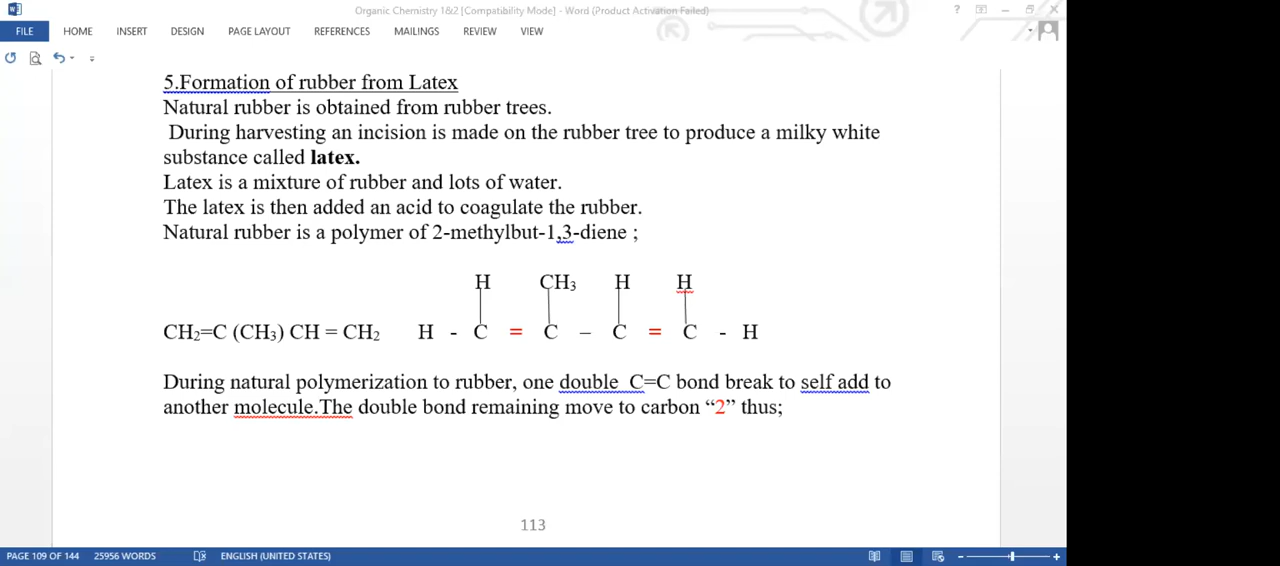 Organic Chemistry 1&2 [Compatibility Mode] - Word (Product Activation Failed)
FILE HOME INSERT DESIGN PAGE LAYOUT REFERENCES MAILINGS REVIEW VIEW
5.Formation of rubber from Latex
Natural rubber is obtained from rubber trees.
During harvesting an incision is made on the rubber tree to produce a milky white
substance called latex.
Latex is a mixture of rubber and lots of water.
The latex is then added an acid to coagulate the rubber.
Natural rubber is a polymer of 2-methylbut-1,3-diene ;
H CH3 H H
CH2=C (CH3) CH = CH2 H - C = C – C = C - H
During natural polymerization to rubber, one double C=C bond break to self add to
another molecule.The double bond remaining move to carbon “2” thus;
113
PAGE 109 OF 144 25956 WORDS ENGLISH (UNITED STATES)